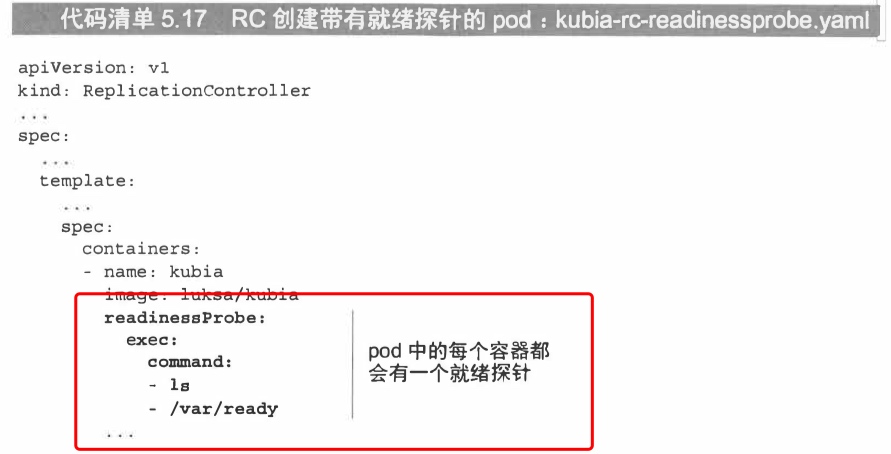 代码清单 5.17 RC 创建带有就绪探针的 pod：kubia-rc-readinessprobe.yaml
apiVersion: v1
kind: ReplicationController
...
spec:
  ...
  template:
    ...
    spec:
      containers:
      - name: kubia
        image: luksa/kubia
        readinessProbe:
          exec:
            command:
            - ls
            - /var/ready
        ...
pod 中的每个容器都
会有一个就绪探针